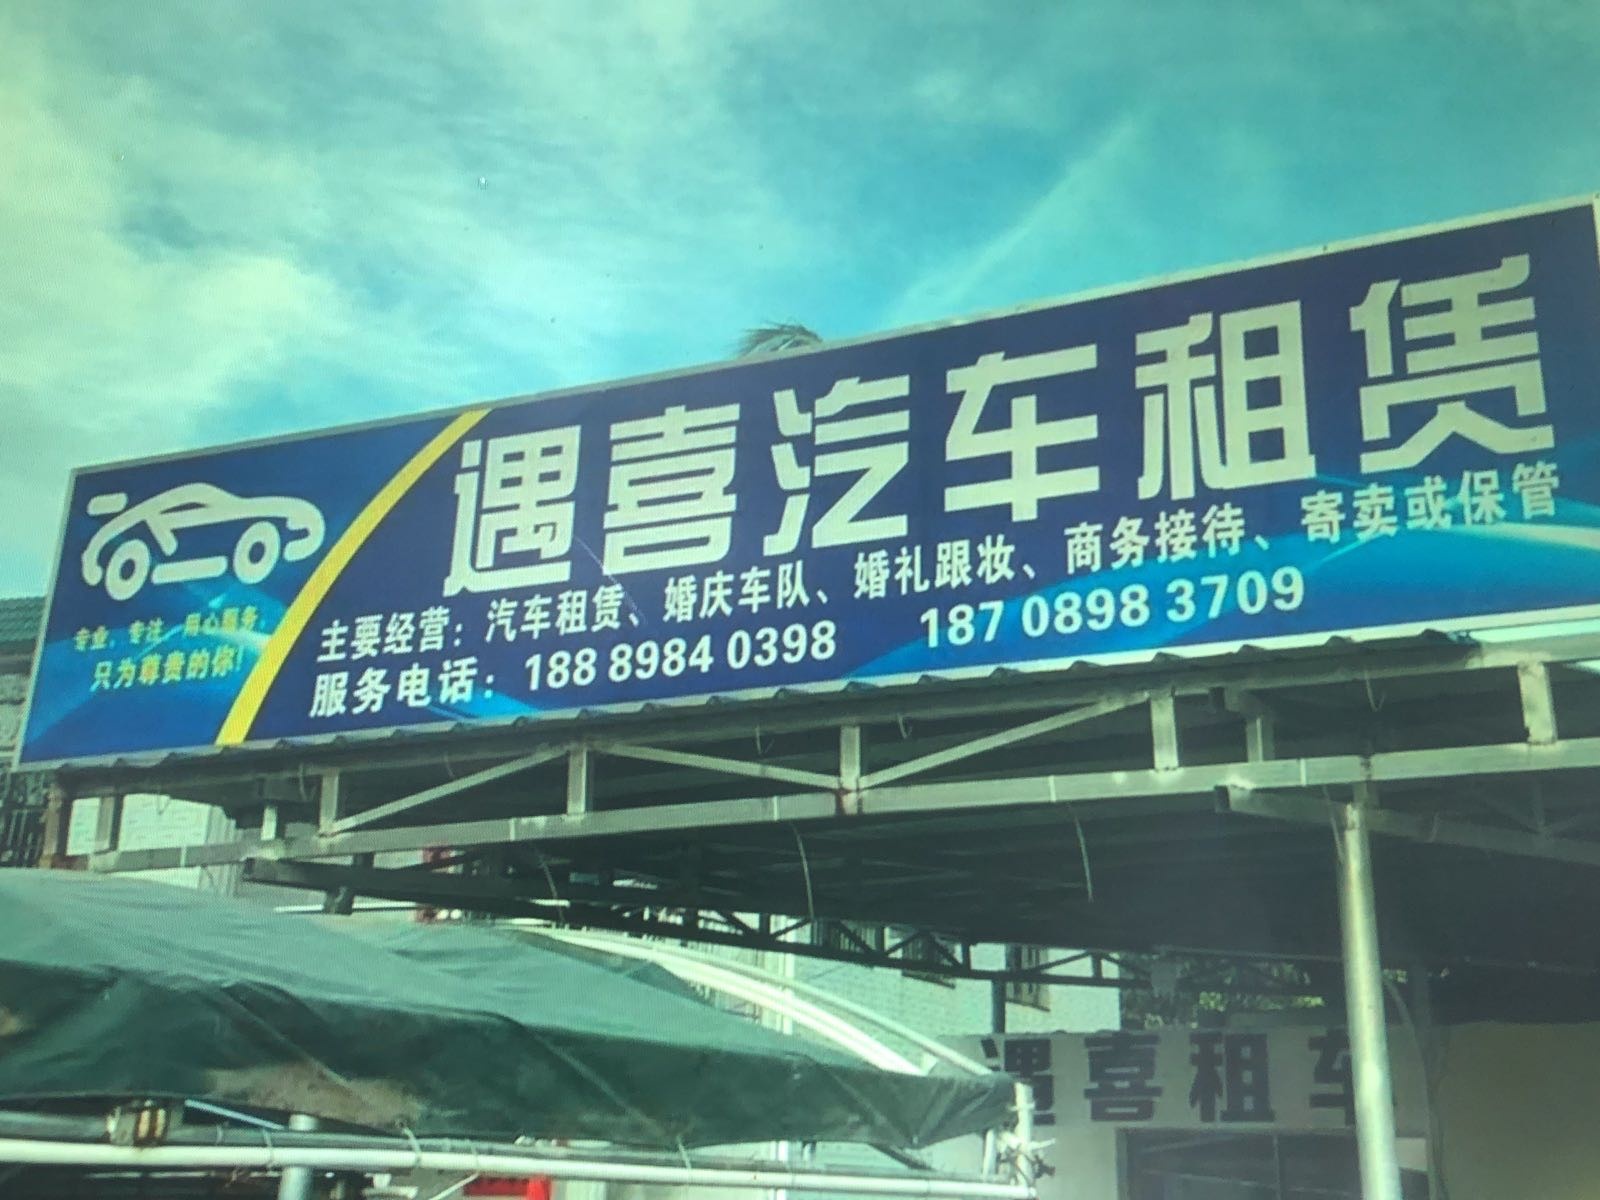 遇喜汽车租赁
专业，专注，用心服务，
只为尊贵的你！
主要经营：汽车租赁、婚庆车队、婚礼跟妆、商务接待、寄卖或保管
服务电话：188 8984 0398 187 0898 3709
遇喜租车